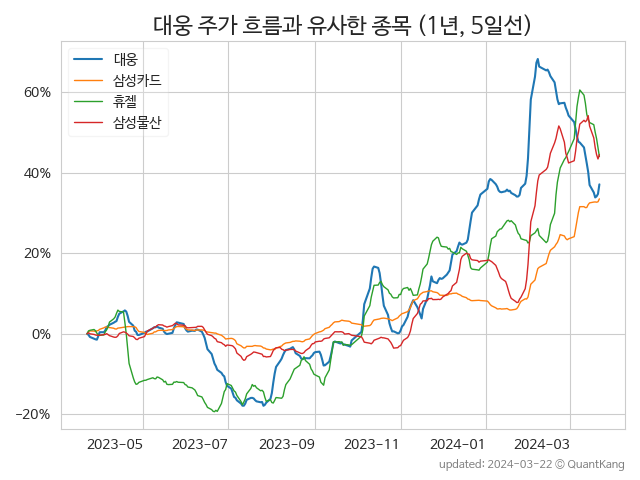 대웅 주가 흐름과 유사한 종목 (1년, 5일선)
대웅
삼성카드
휴젤
삼성물산
60%
40%
20%
0%
−20%
2023-05 2023-07 2023-09 2023-11 2024-01 2024-03
updated: 2024-03-22 © QuantKang